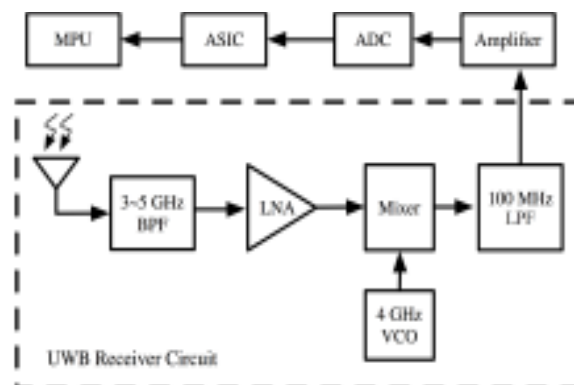 MPU
ASIC
ADC
Amplifier
3~5 GHz
BPF
LNA
Mixer
100 MHz
LPF
4 GHz
VCO
UWB Receiver Circuit